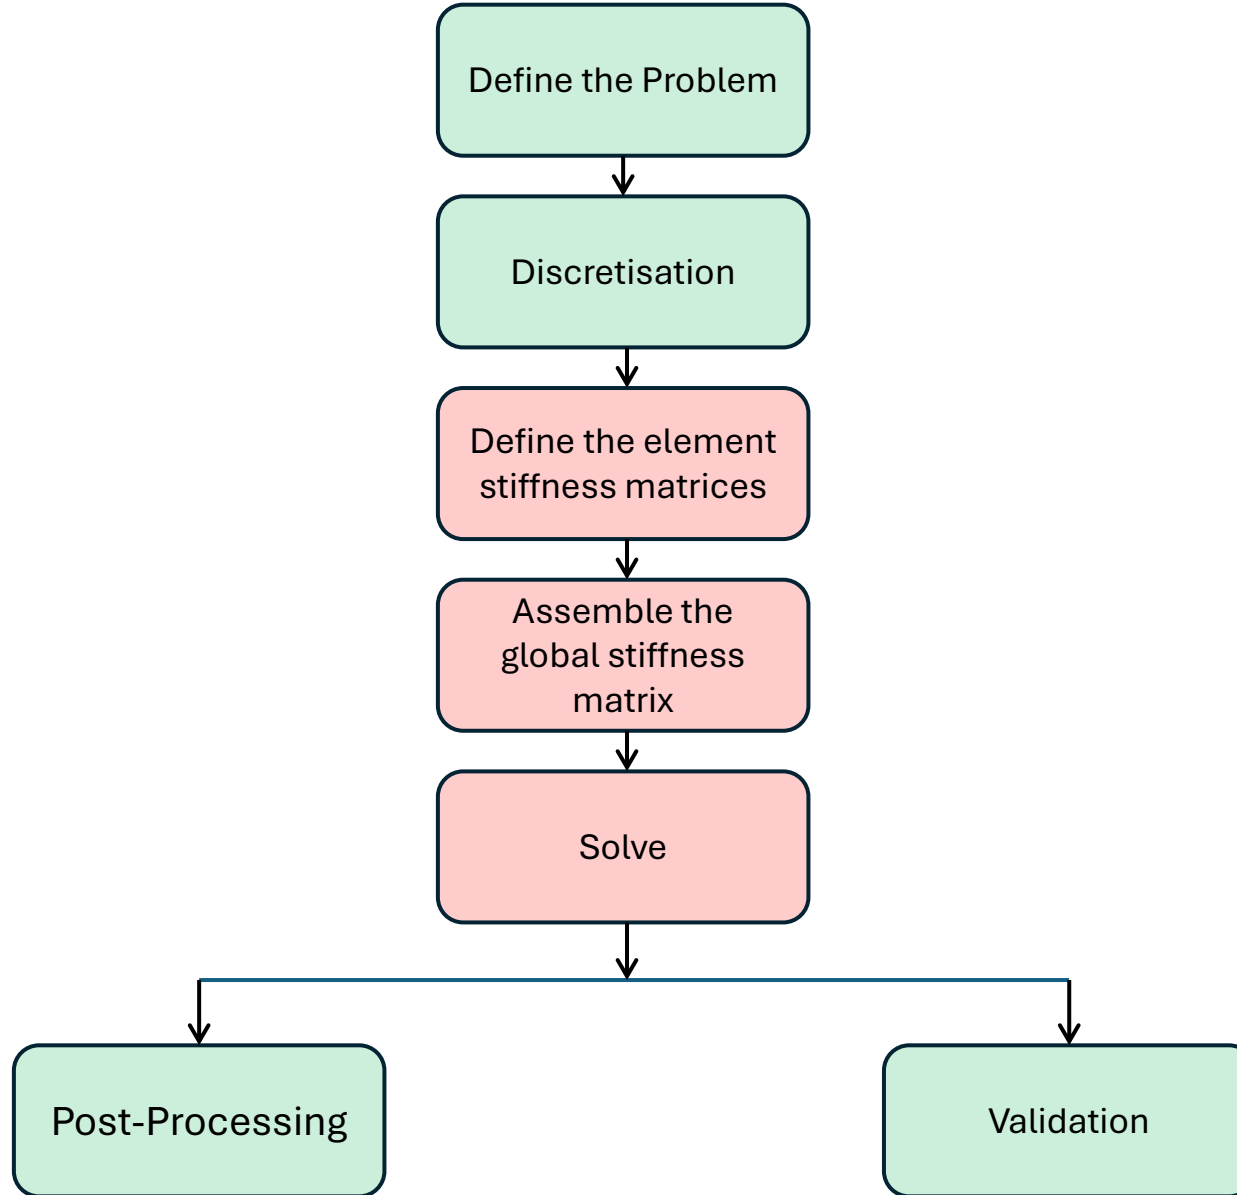 Define the Problem
Discretisation
Define the element
stiffness matrices
Assemble the
global stiffness
matrix
Solve
Post-Processing
Validation